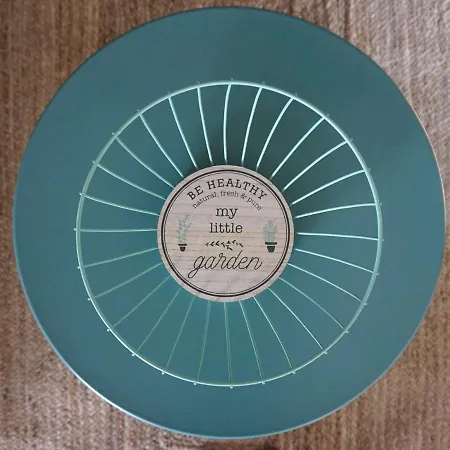 BE HEALTHY
natural, fresh & pure
my
little
garden